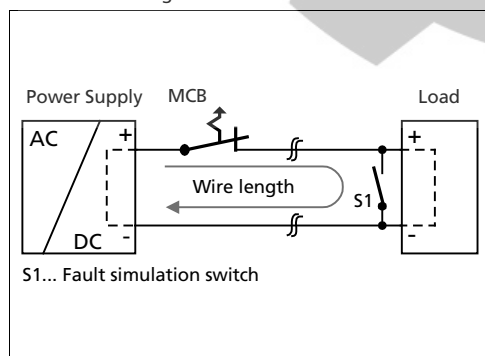 Power Supply MCB Load
AC + +
Wire length
S1
DC - -
S1... Fault simulation switch